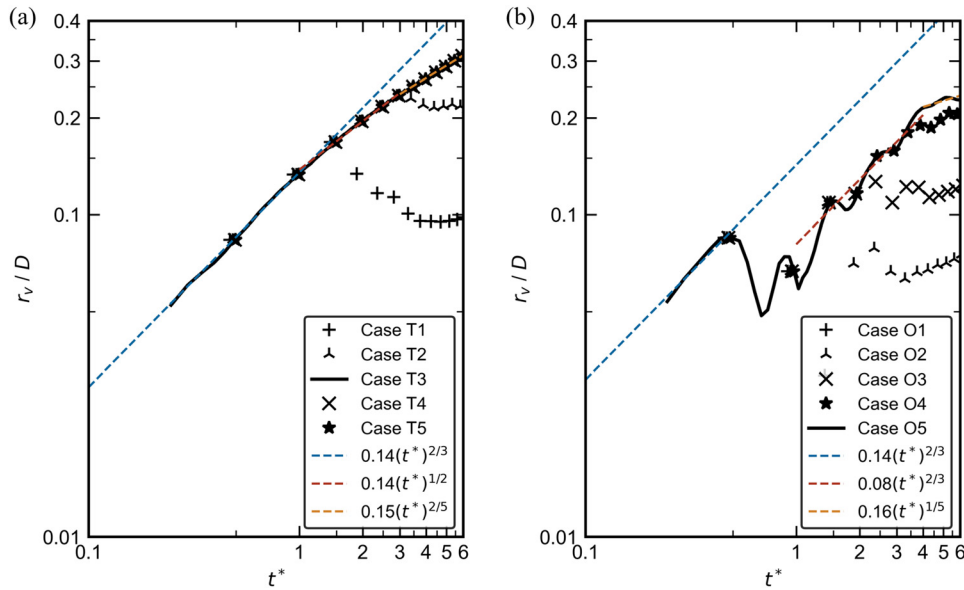 (a)
0.4
0.3
0.2
0.1
0.01
r_v / D
Case T1
Case T2
Case T3
Case T4
Case T5
0.14(t*)^{2/3}
0.14(t*)^{1/2}
0.15(t*)^{2/5}
0.1 1 2 3 4 5 6
t*
(b)
0.4
0.3
0.2
0.1
0.01
r_v / D
Case O1
Case O2
Case O3
Case O4
Case O5
0.14(t*)^{2/3}
0.08(t*)^{2/3}
0.16(t*)^{1/5}
0.1 1 2 3 4 5 6
t*